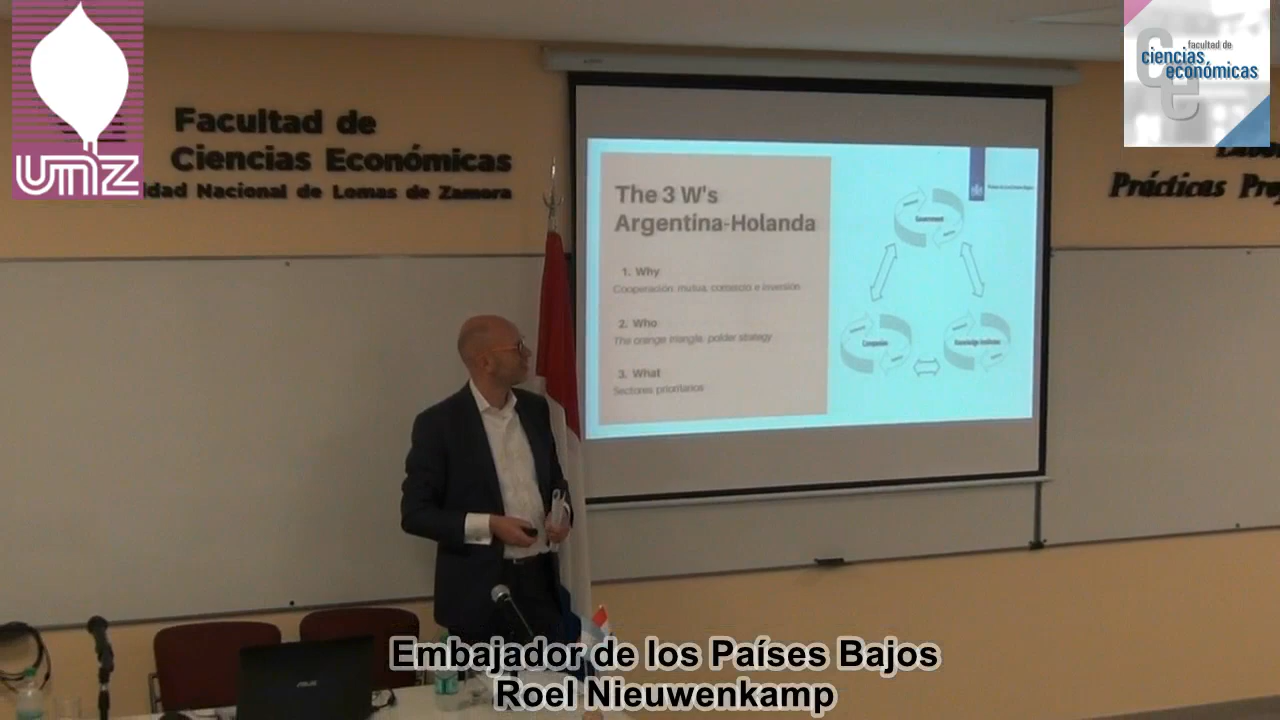 UNLZ
facultad de
ciencias
económicas
Facultad de
Ciencias Económicas
dad Nacional de Lomas de Zamora
Prácticas
The 3 W's
Argentina-Holanda
1. Why
Cooperación mutua, comercio e inversión
2. Who
The orange triangle, polder strategy
3. What
Sectores prioritarios
Government
Companies
Knowledge institutes
ASUS
Embajador de los Países Bajos
Roel Nieuwenkamp